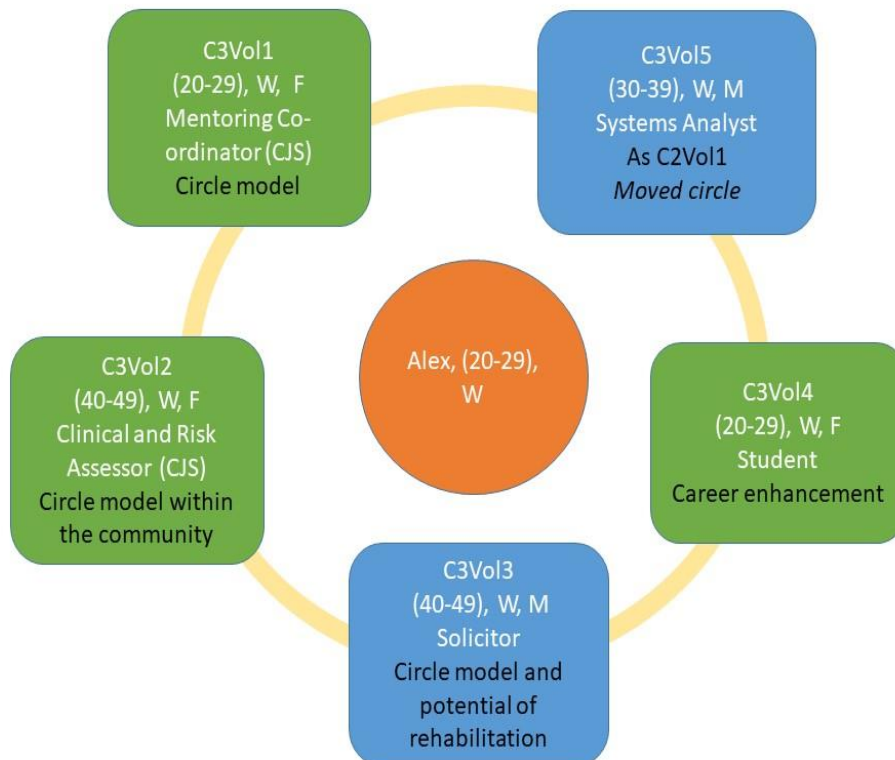 C3Vol1
(20-29), W, F
Mentoring Co-
ordinator (CJS)
Circle model
C3Vol5
(30-39), W, M
Systems Analyst
As C2Vol1
Moved circle
Alex, (20-29),
W
C3Vol2
(40-49), W, F
Clinical and Risk
Assessor (CJS)
Circle model within
the community
C3Vol4
(20-29), W, F
Student
Career enhancement
C3Vol3
(40-49), W, M
Solicitor
Circle model and
potential of
rehabilitation